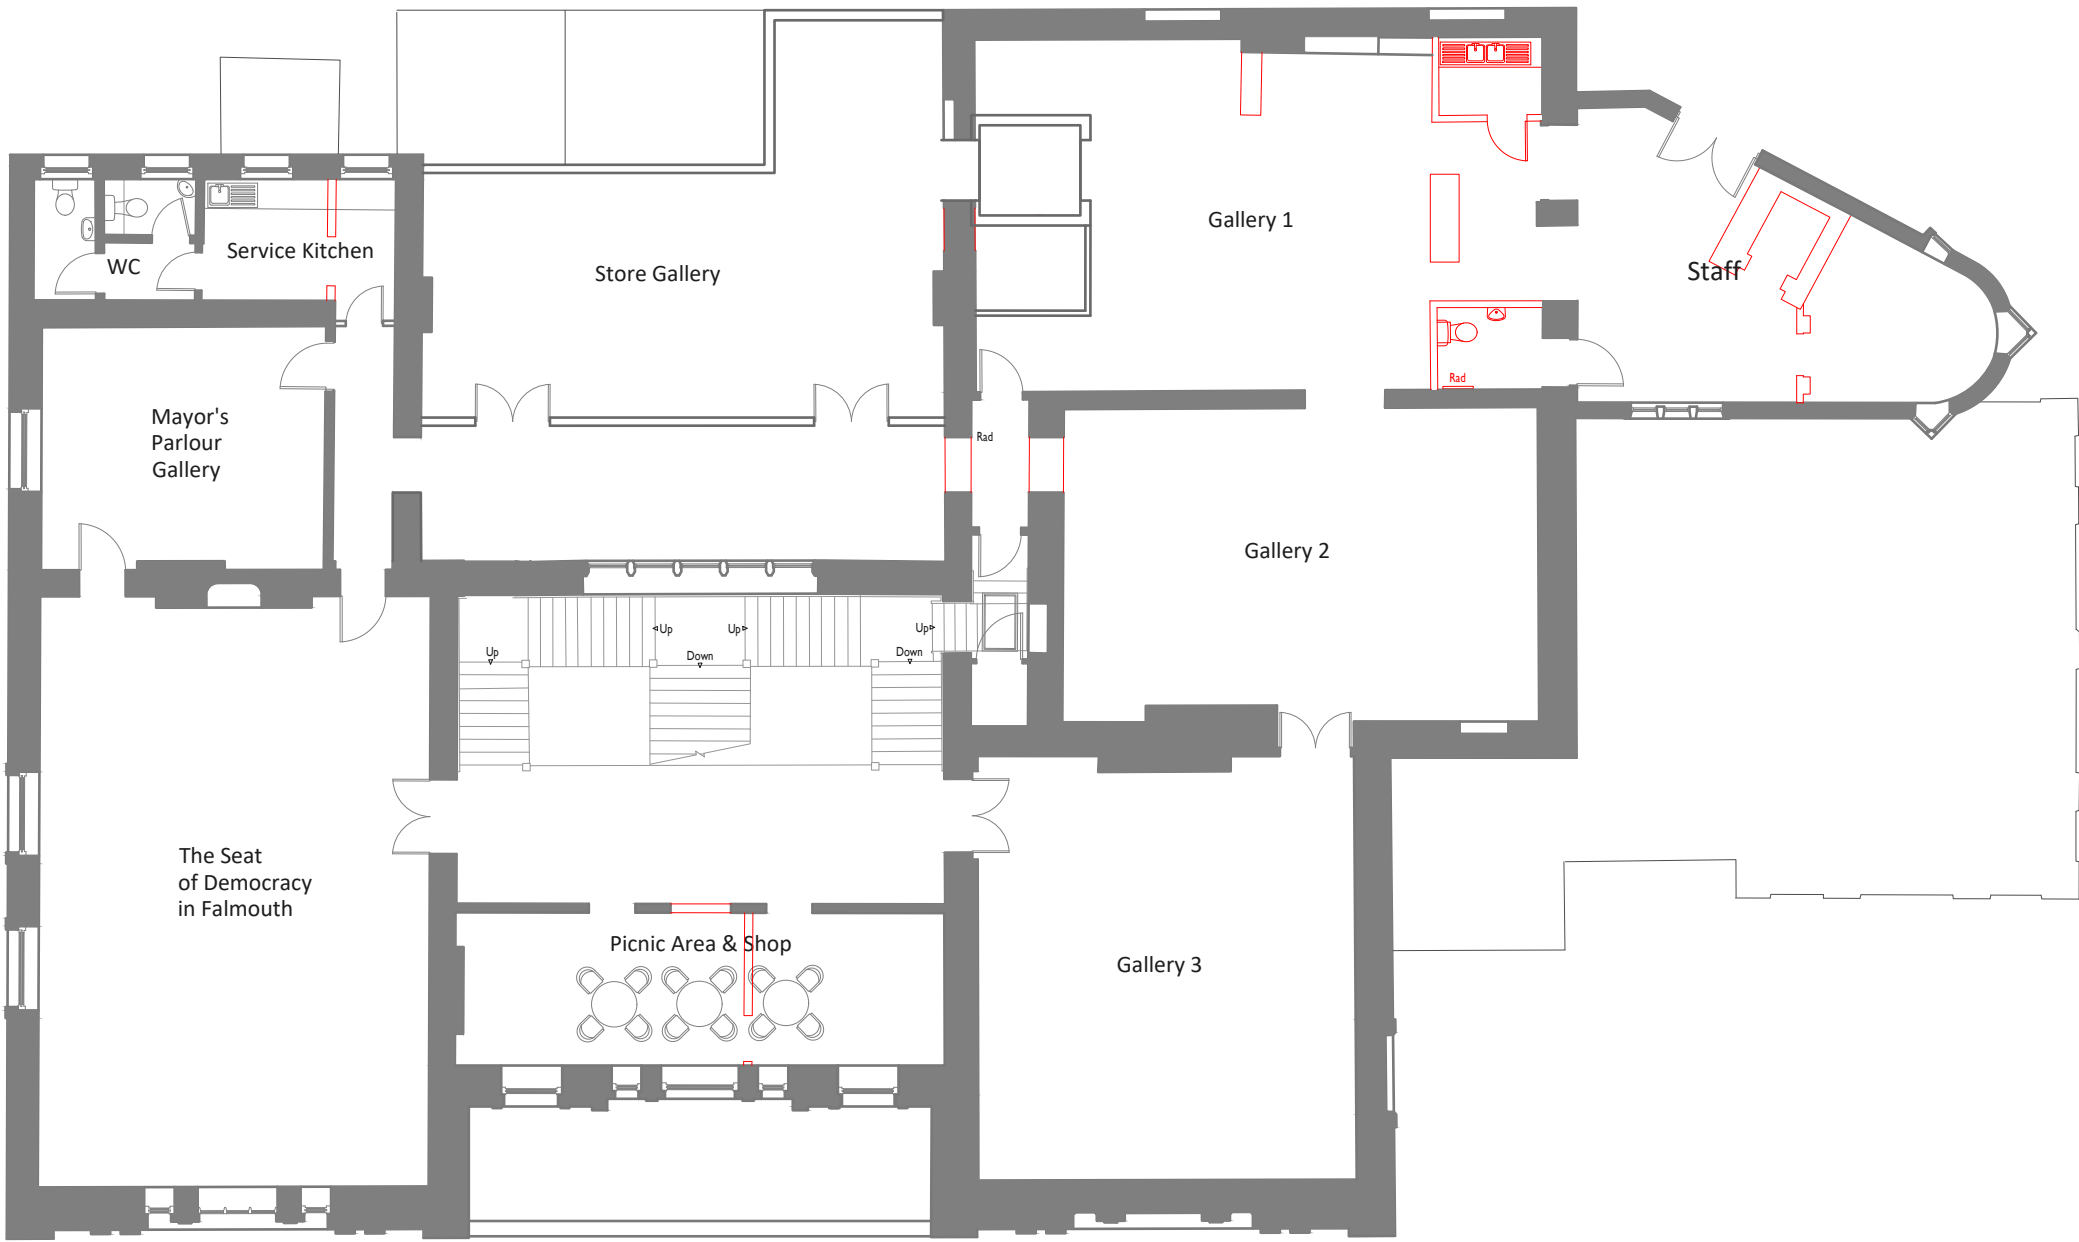 Gallery 1
WC
Service Kitchen
Store Gallery
Staff
Rad
Mayor's
Parlour
Gallery
Rad
Gallery 2
Up
Up
Up
Up
Down
Down
The Seat
of Democracy
in Falmouth
Picnic Area & Shop
Gallery 3